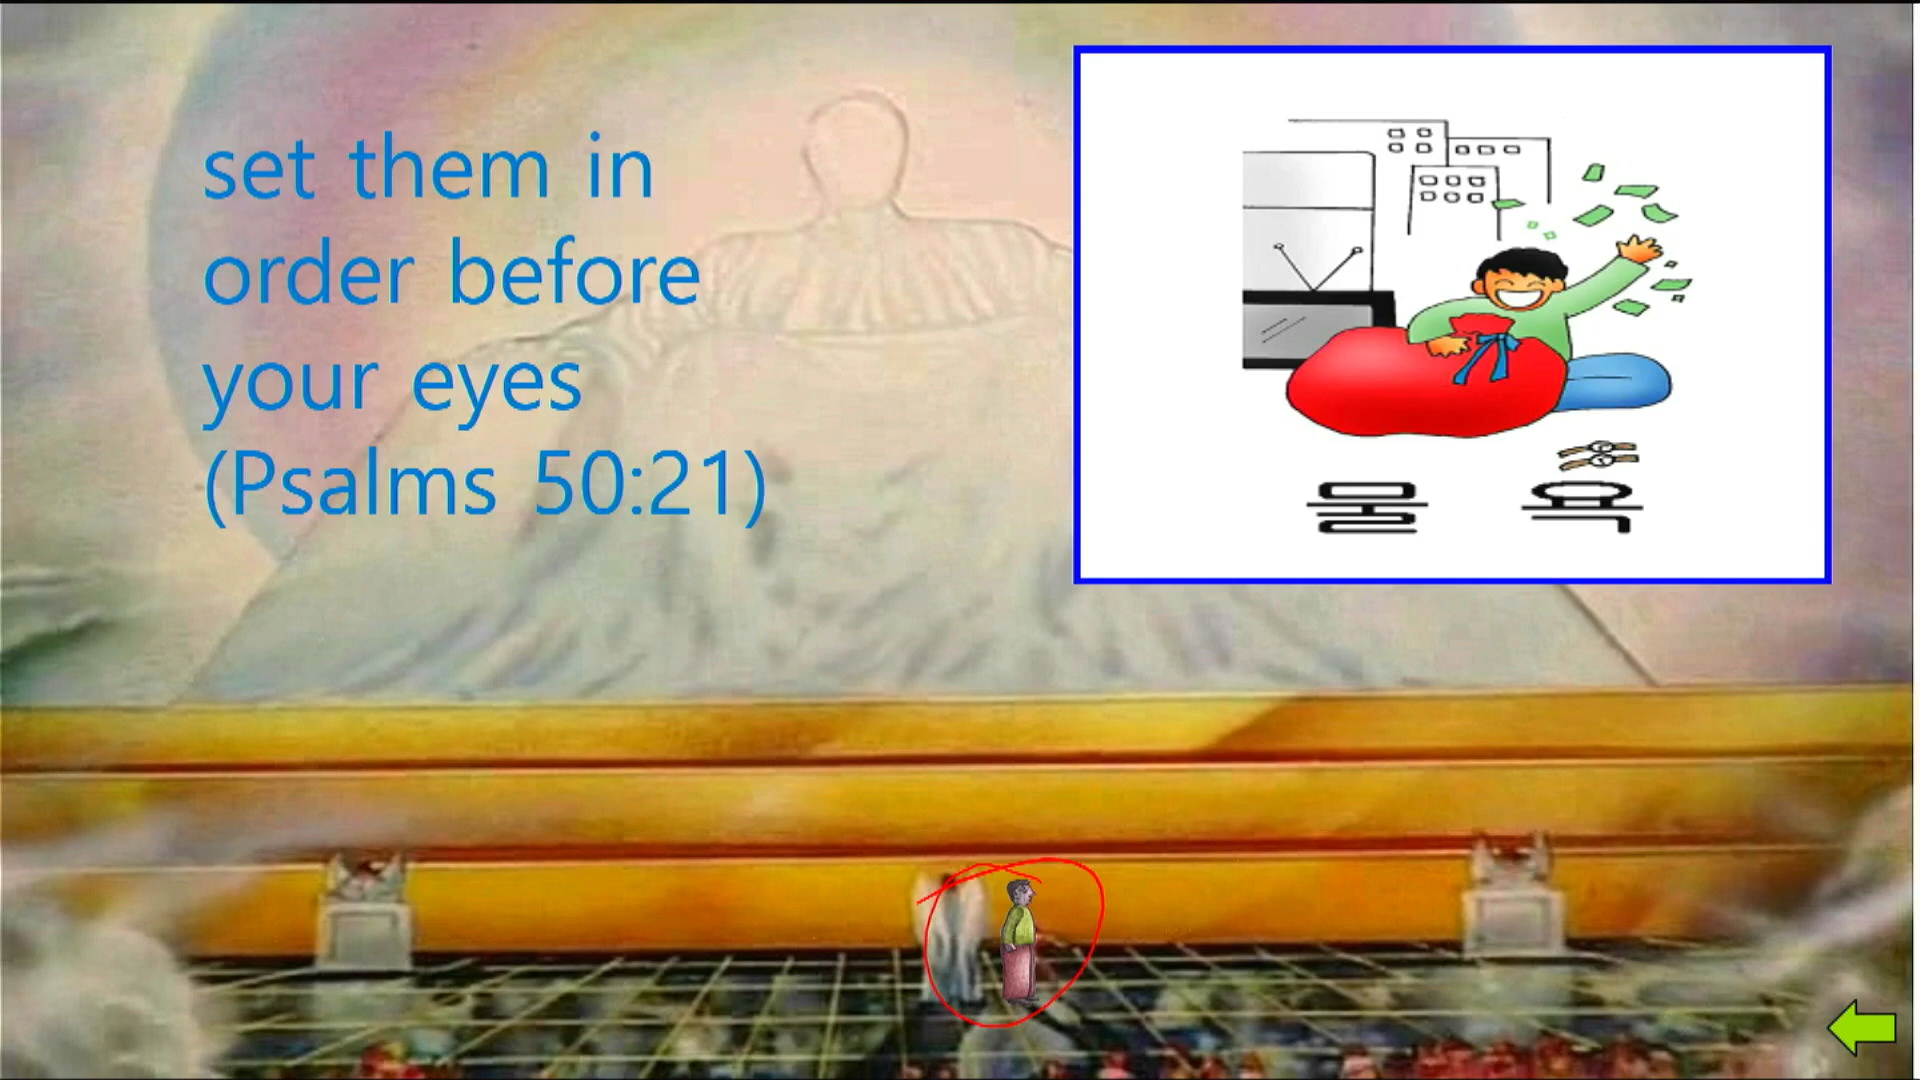 set them in
order before
your eyes
(Psalms 50:21)
물 욕